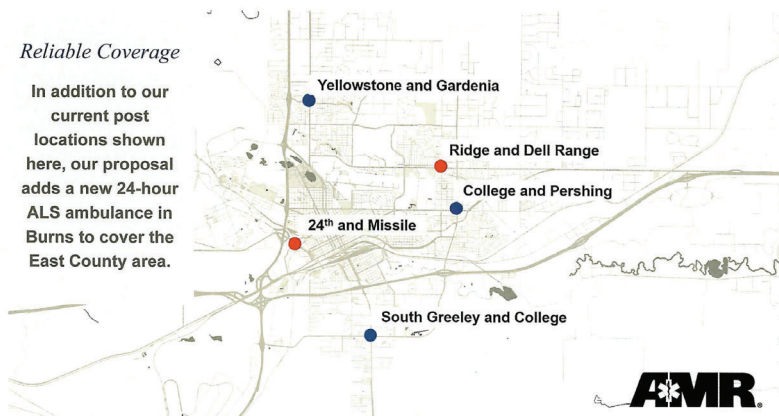 Reliable Coverage
In addition to our
current post
locations shown
here, our proposal
adds a new 24-hour
ALS ambulance in
Burns to cover the
East County area.
Yellowstone and Gardenia
Ridge and Dell Range
College and Pershing
24th and Missile
South Greeley and College
AMR®